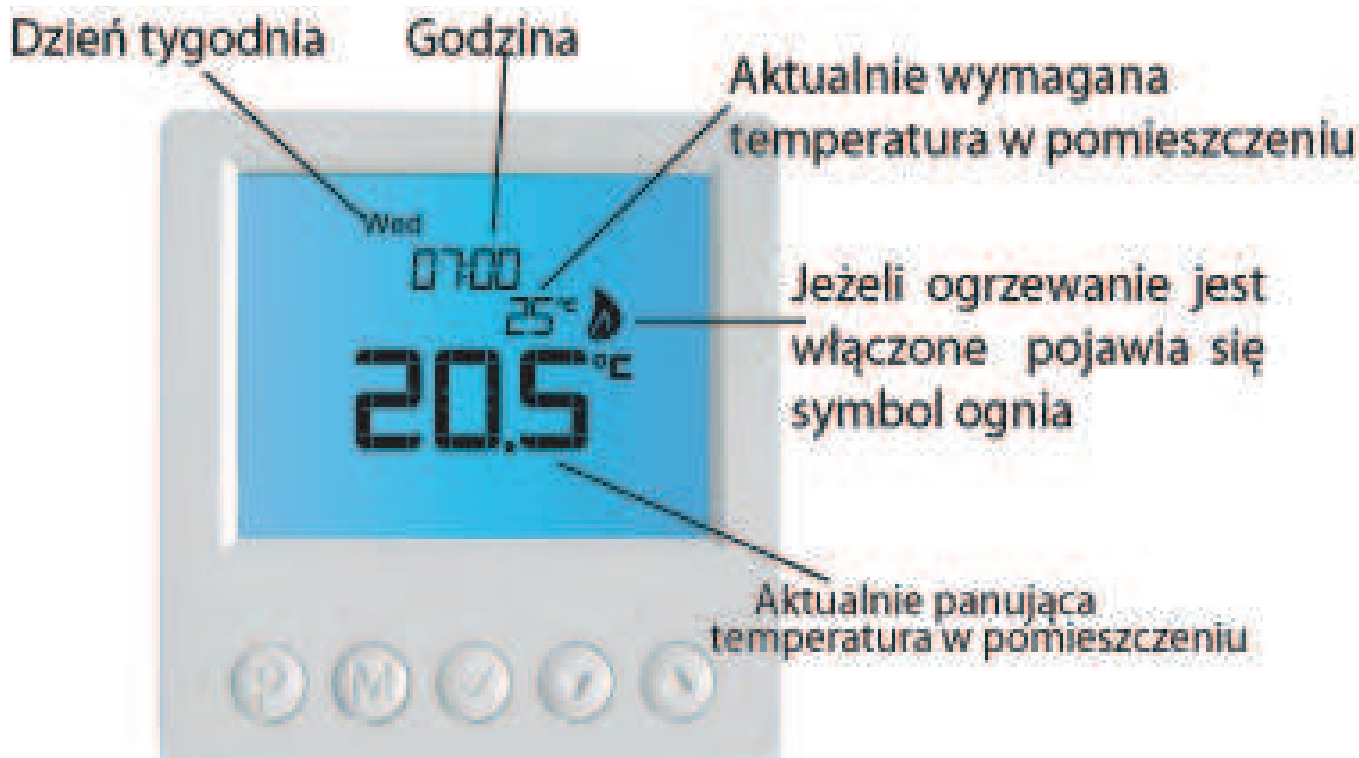 Dzień tygodnia
Godzina
Aktualnie wymagana
temperatura w pomieszczeniu
Wed
07:00
25°C
Jeżeli ogrzewanie jest
włączone pojawia się
symbol ognia
20.5°C
Aktualnie panująca
temperatura w pomieszczeniu
P M